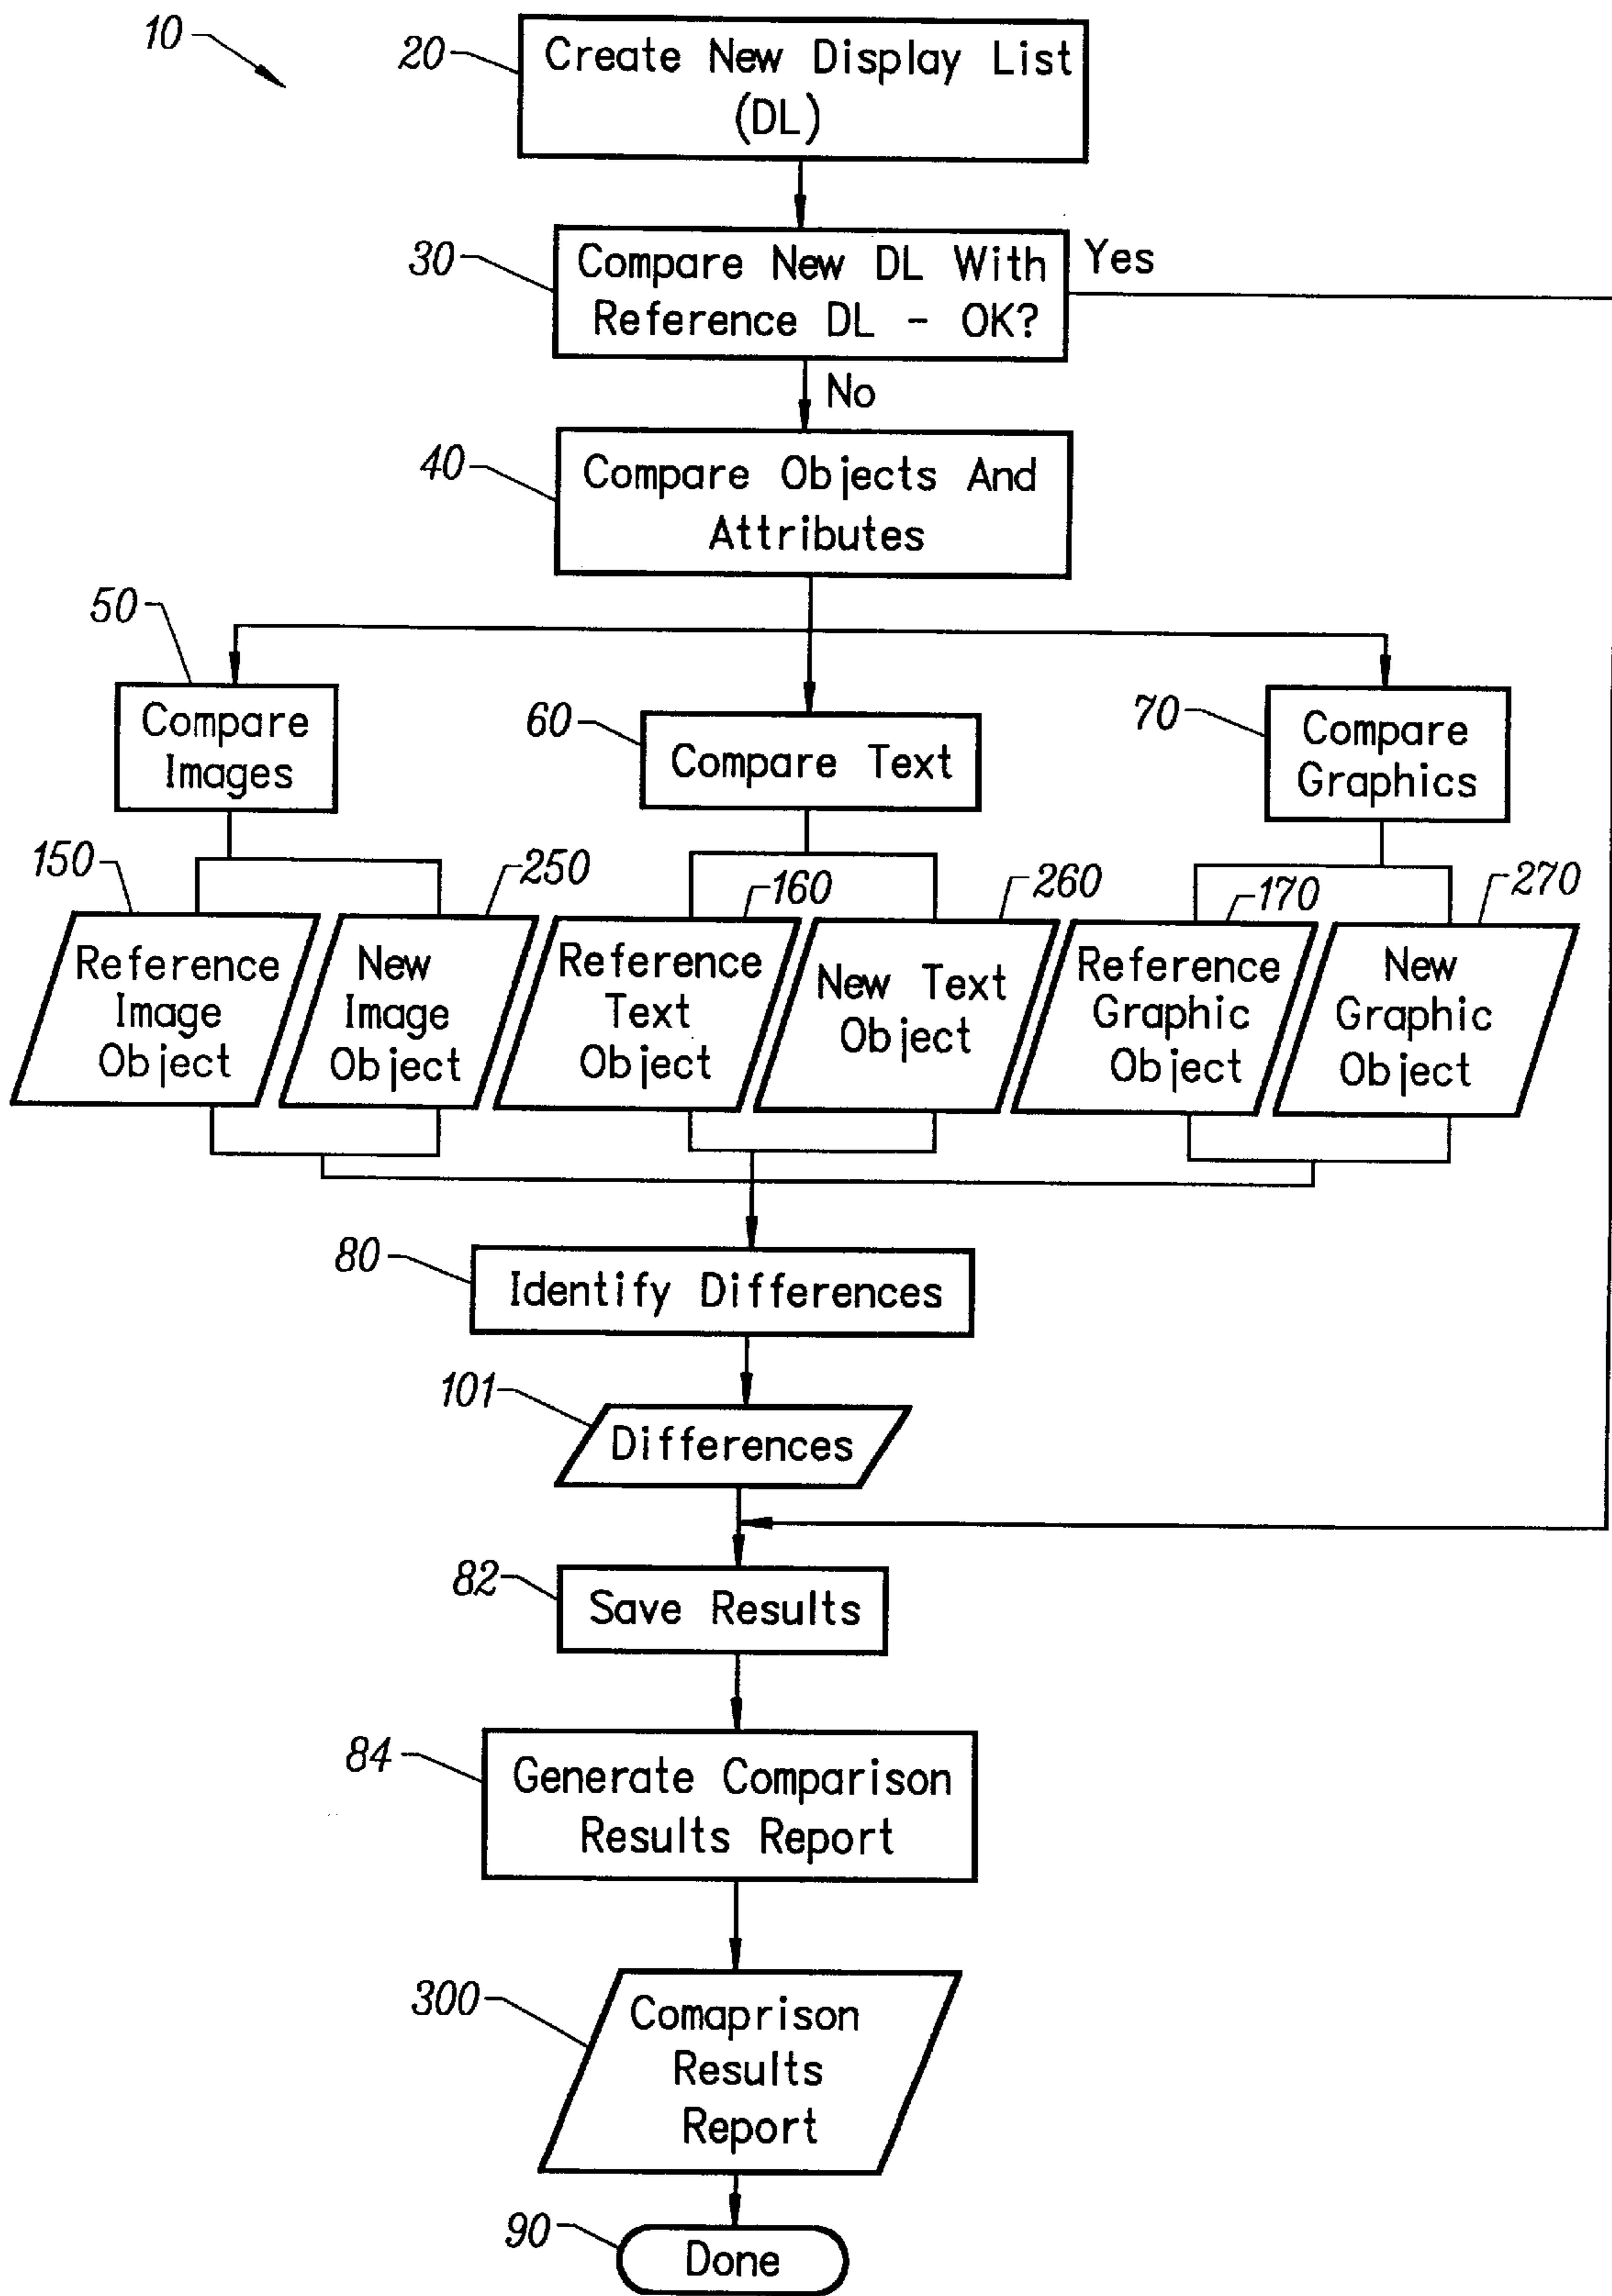 10
20
Create New Display List
(DL)
30
Compare New DL With
Reference DL - OK?
Yes
No
40
Compare Objects And
Attributes
50
Compare
Images
60
Compare Text
70
Compare
Graphics
150
Reference
Image
Object
250
New
Image
Object
160
Reference
Text
Object
260
New Text
Object
170
Reference
Graphic
Object
270
New
Graphic
Object
80
Identify Differences
101
Differences
82
Save Results
84
Generate Comparison
Results Report
300
Comaprison
Results
Report
90
Done